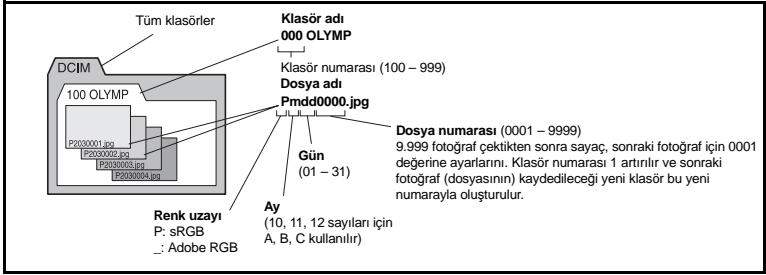 Tüm klasörler
Klasör adı
000 OLYMP
Klasör numarası (100 – 999)
DCIM
100 OLYMP
P2030001.jpg
P2030002.jpg
P2030003.jpg
P2030004.jpg
Dosya adı
Pmdd0000.jpg
Dosya numarası (0001 – 9999)
9.999 fotoğraf çektikten sonra sayaç, sonraki fotoğraf için 0001
değerine ayarlarını. Klasör numarası 1 artırılır ve sonraki
fotoğraf (dosyasının) kaydedileceği yeni klasör bu yeni
numarayla oluşturulur.
Gün
(01 – 31)
Ay
(10, 11, 12 sayıları için
A, B, C kullanılır)
Renk uzayı
P: sRGB
_: Adobe RGB